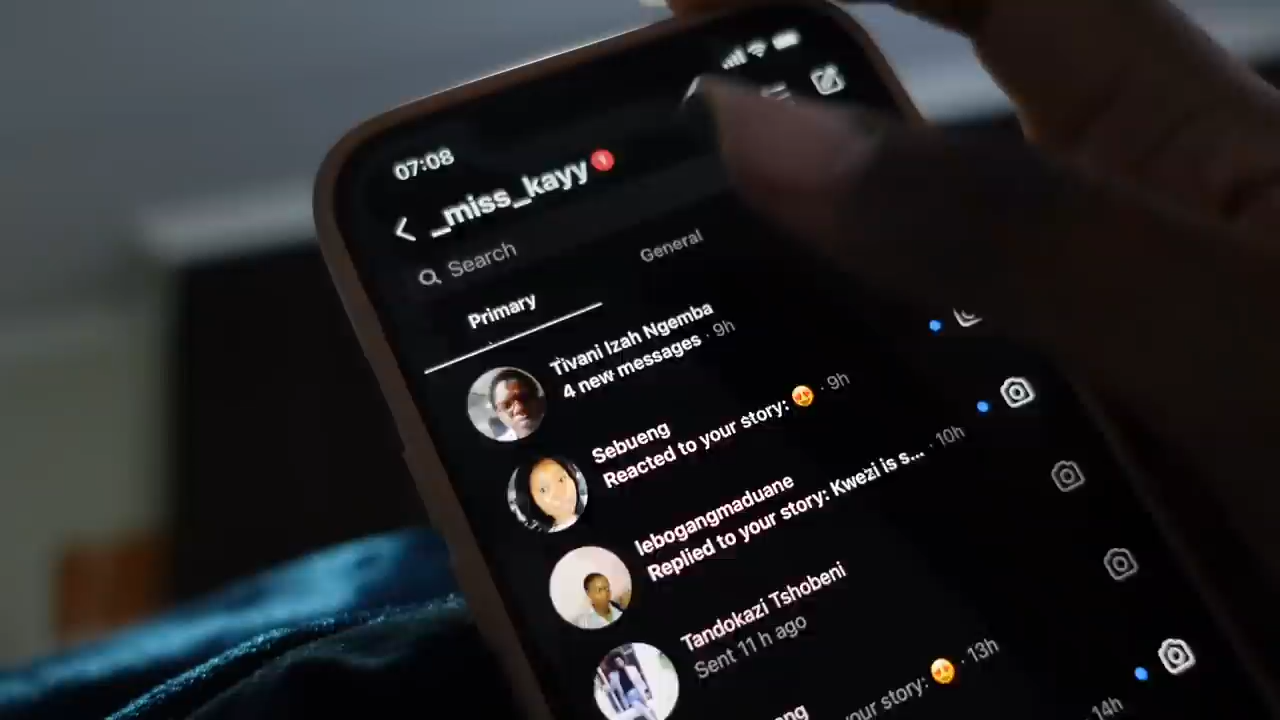 07:08
_miss_kayy
Search
Primary
General
Tivani Izah Ngemba
4 new messages · 9h
Sebueng
Reacted to your story: 😍 · 9h
lebogangmaduane
Replied to your story: Kwezi is s... · 10h
Tandokazi Tshobeni
Sent 11 h ago
your story: 😍 · 13h
14h